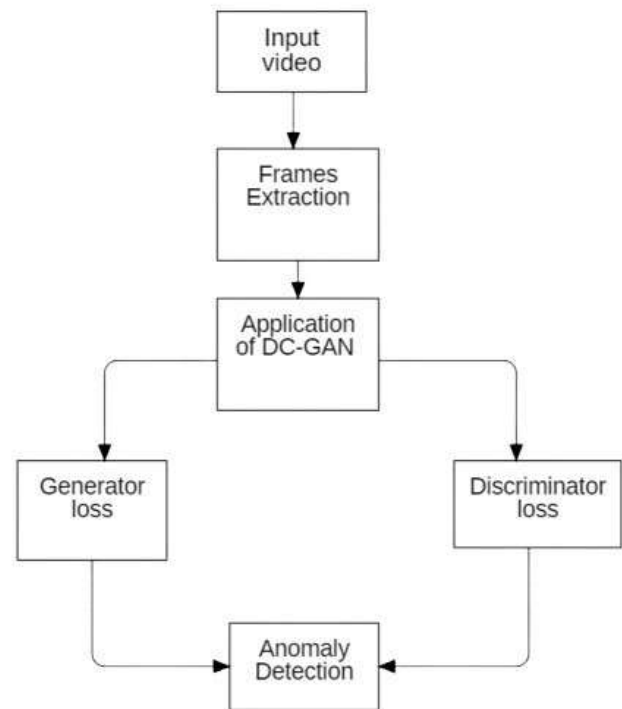 Input
video
Frames
Extraction
Application
of DC-GAN
Generator
loss
Discriminator
loss
Anomaly
Detection